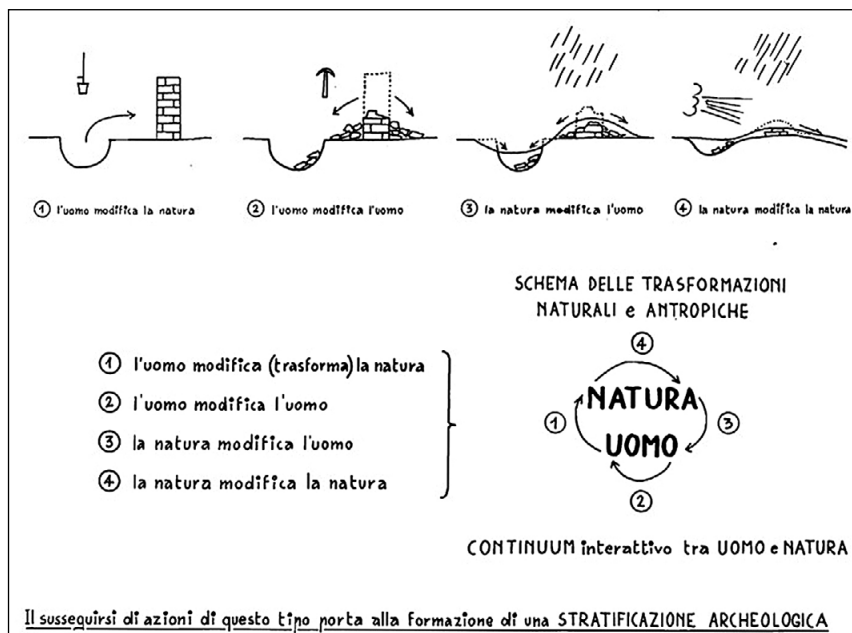 ① l'uomo modifica la natura
② l'uomo modifica l'uomo
③ la natura modifica l'uomo
④ la natura modifica la natura
SCHEMA DELLE TRASFORMAZIONI
NATURALI e ANTROPICHE
① l'uomo modifica (trasforma) la natura
② l'uomo modifica l'uomo
③ la natura modifica l'uomo
④ la natura modifica la natura
④
NATURA
① ③
UOMO
②
CONTINUUM interattivo tra UOMO e NATURA
Il susseguirsi di azioni di questo tipo porta alla formazione di una STRATIFICAZIONE ARCHEOLOGICA